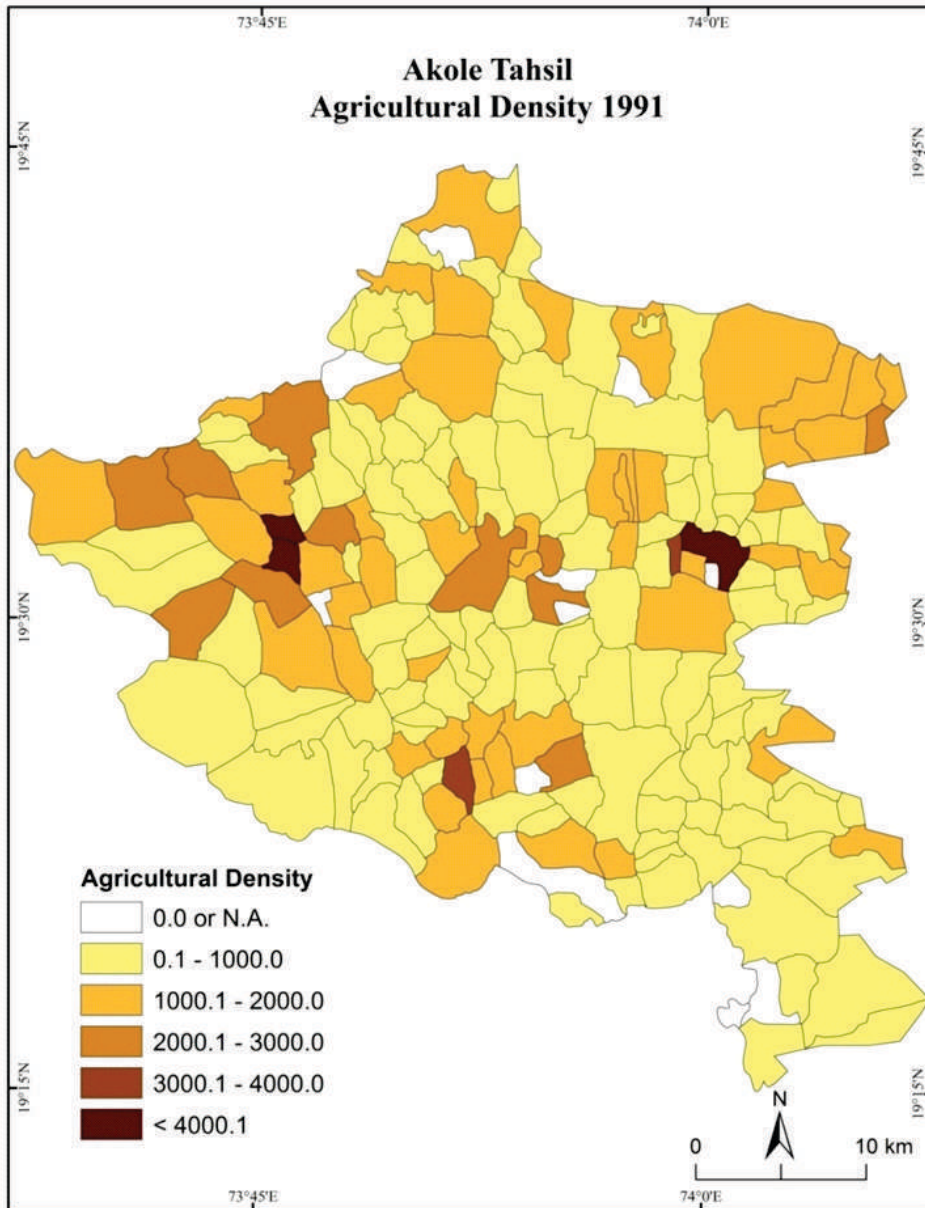 73°45'E
74°0'E
Akole Tahsil
Agricultural Density 1991
19°45'N
19°45'N
19°30'N
19°30'N
Agricultural Density
0.0 or N.A.
0.1 - 1000.0
1000.1 - 2000.0
2000.1 - 3000.0
3000.1 - 4000.0
< 4000.1
19°15'N
19°15'N
N
0
10 km
73°45'E
74°0'E